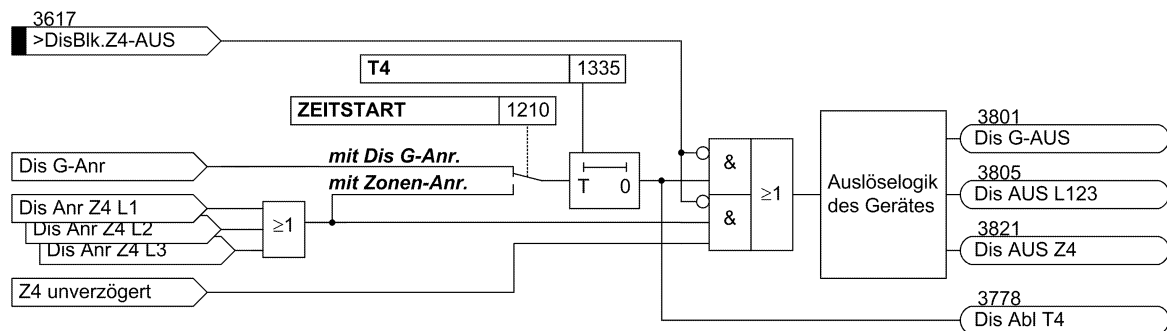 3617
>DisBlk.Z4-AUS
T4 1335
ZEITSTART 1210
3801
Dis G-AUS
Dis G-Anr
mit Dis G-Anr.
mit Zonen-Anr.
T 0
&
&
≥1
Auslöselogik
des Gerätes
3805
Dis AUS L123
Dis Anr Z4 L1
Dis Anr Z4 L2
Dis Anr Z4 L3
≥1
3821
Dis AUS Z4
Z4 unverzögert
3778
Dis Abl T4